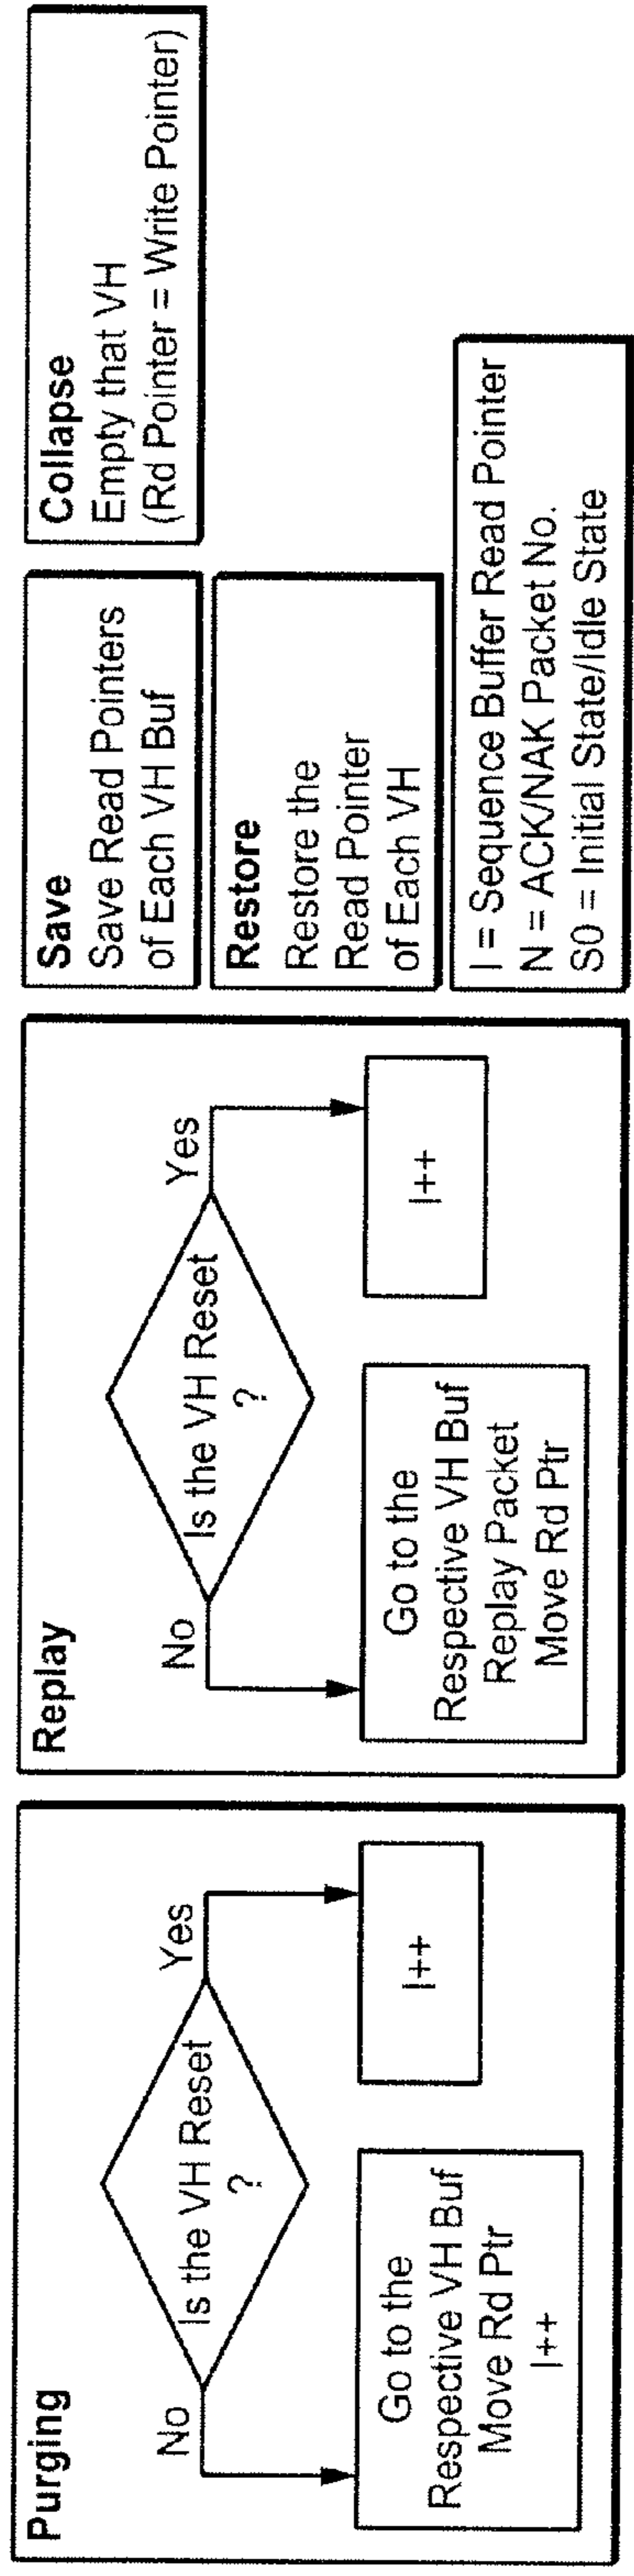 Purging
Is the VH Reset
?
No
Yes
Go to the
Respective VH Buf
Move Rd Ptr
I++
I++
Replay
Is the VH Reset
?
No
Yes
Go to the
Respective VH Buf
Replay Packet
Move Rd Ptr
I++
Save
Save Read Pointers
of Each VH Buf
Collapse
Empty that VH
(Rd Pointer = Write Pointer)
Restore
Restore the
Read Pointer
of Each VH
I = Sequence Buffer Read Pointer
N = ACK/NAK Packet No.
S0 = Initial State/Idle State